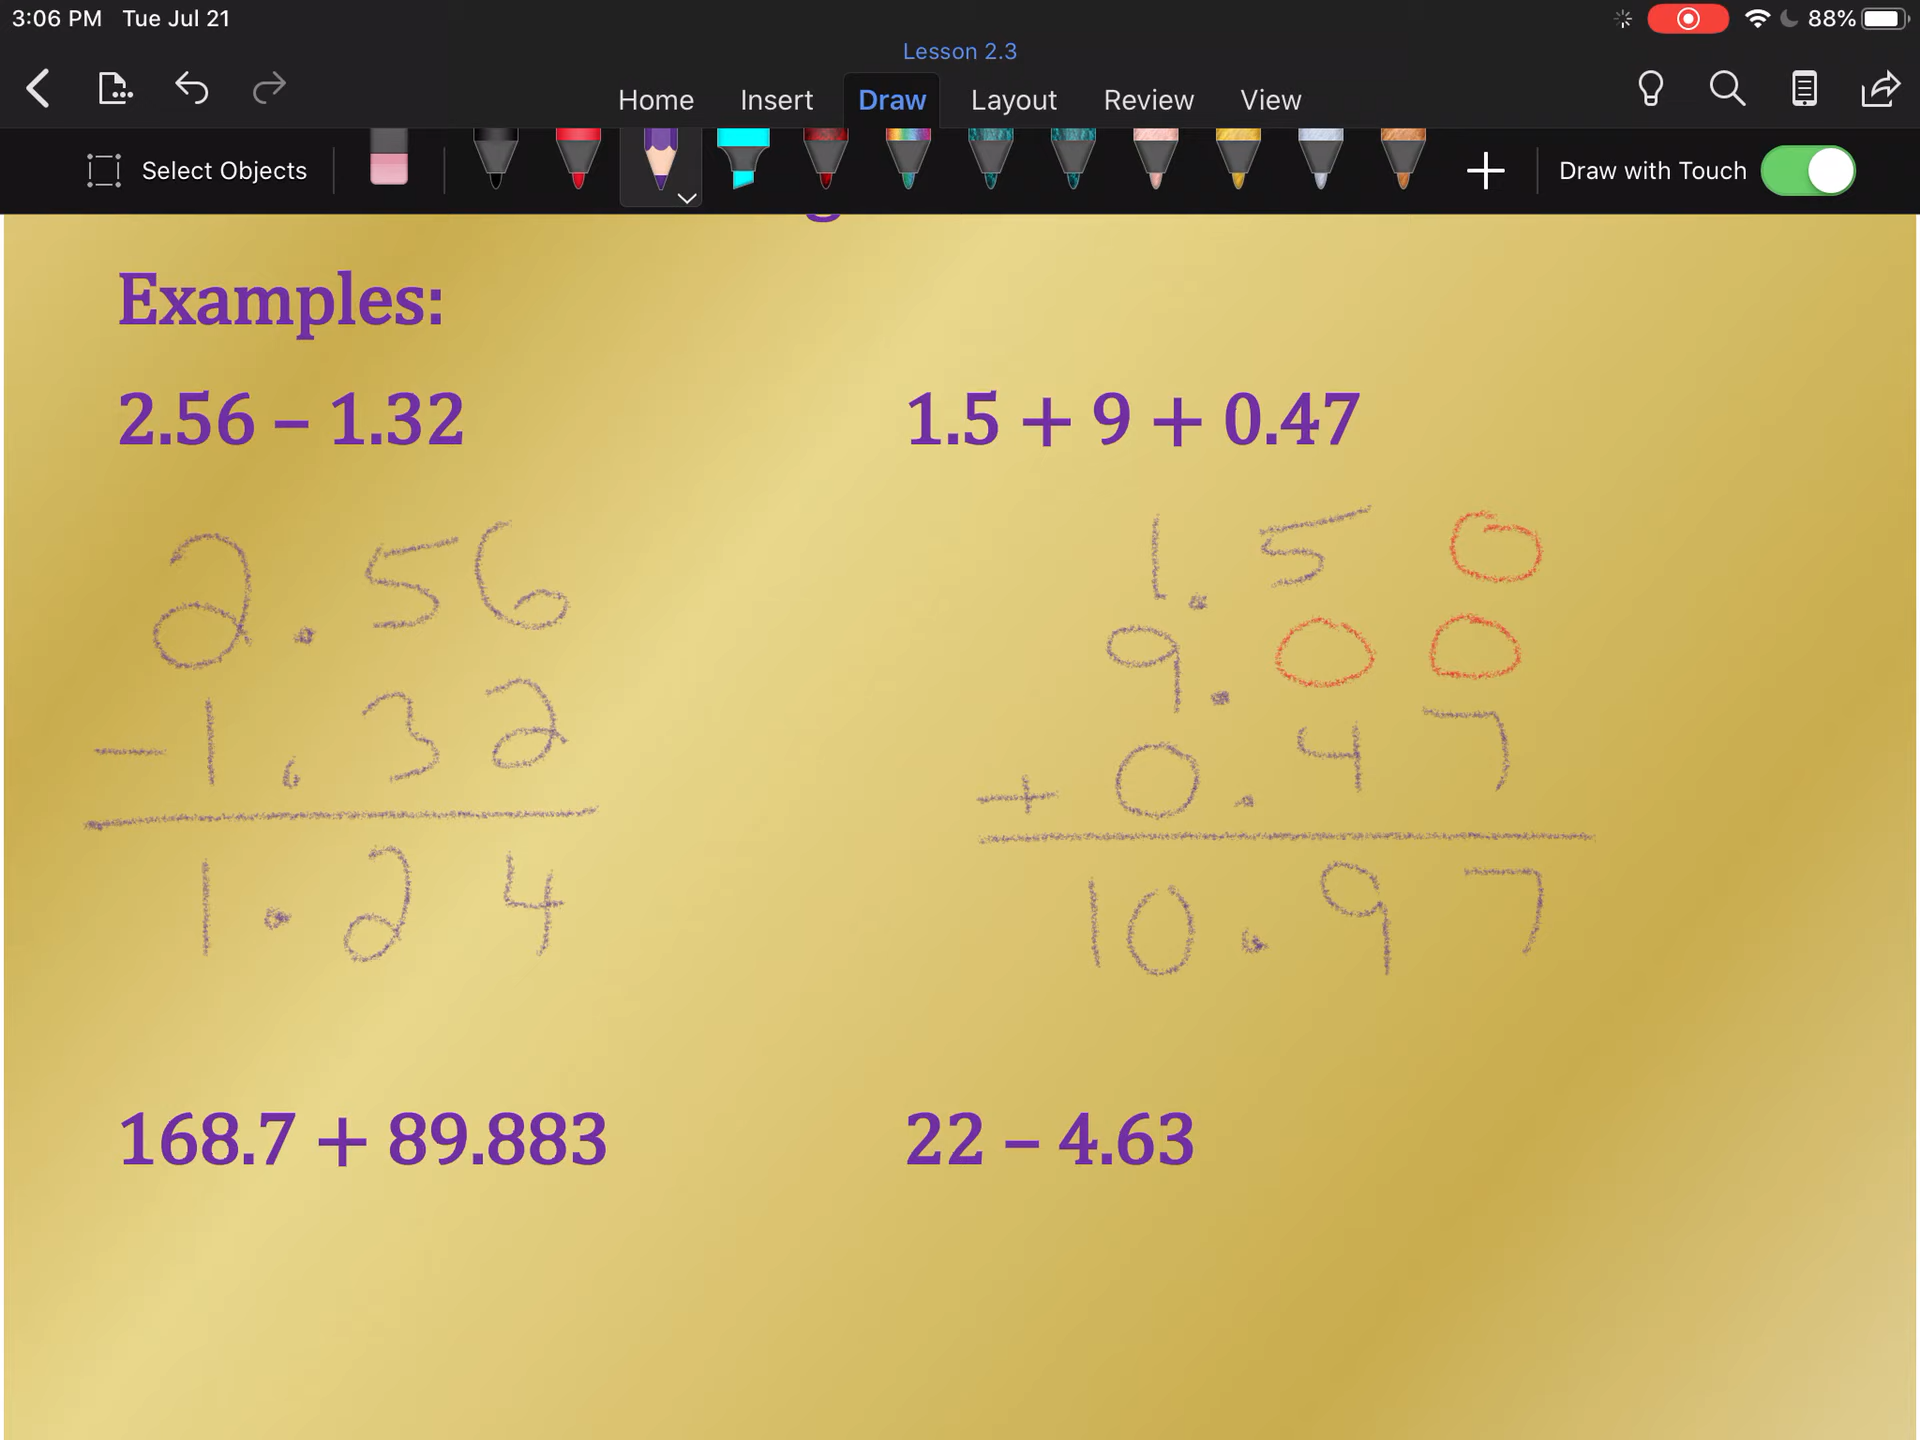 3:06 PM Tue Jul 21 88%
Lesson 2.3
Home Insert Draw Layout Review View
Select Objects Draw with Touch
Examples:
2.56 – 1.32
2.56
- 1.32
1.24
1.5 + 9 + 0.47
1.50
9.00
+ 0.47
10.97
168.7 + 89.883
22 – 4.63